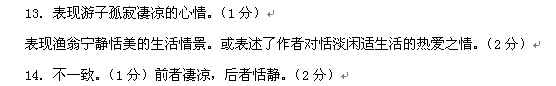 13. 表现游子孤寂凄凉的心情。（1 分）
表现渔翁宁静恬美的生活情景。或表述了作者对恬淡闲适生活的热爱之情。（2 分）
14. 不一致。（1 分）前者凄凉，后者恬静。（2 分）